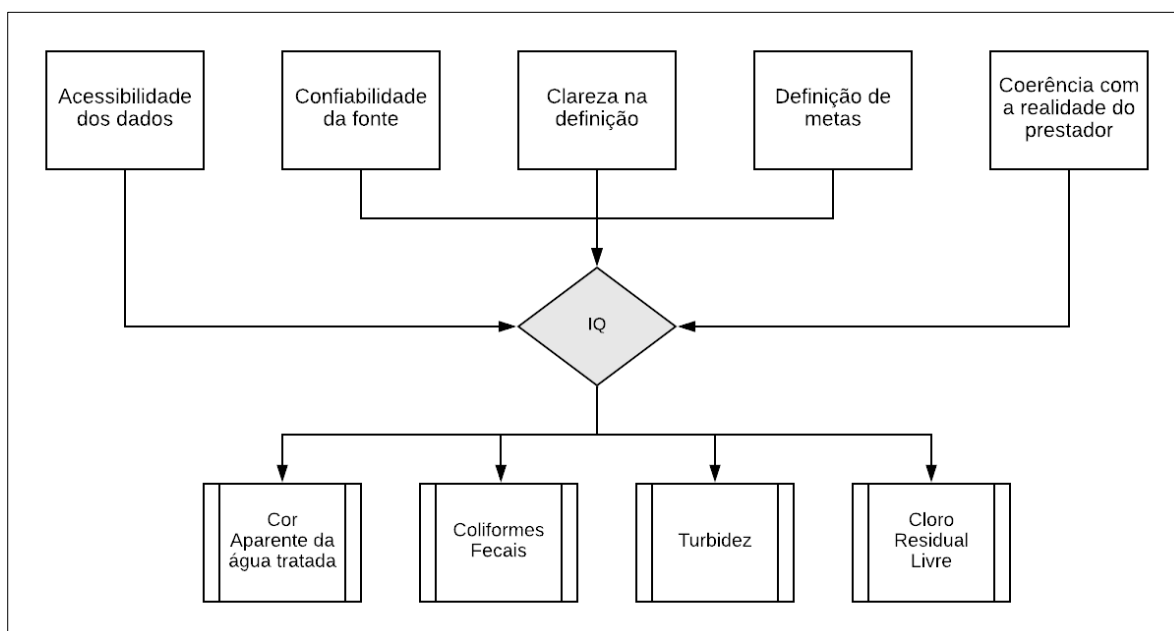 Acessibilidade
dos dados
Confiabilidade
da fonte
Clareza na
definição
Definição de
metas
Coerência com
a realidade do
prestador
IQ
Cor
Aparente da
água tratada
Coliformes
Fecais
Turbidez
Cloro
Residual
Livre